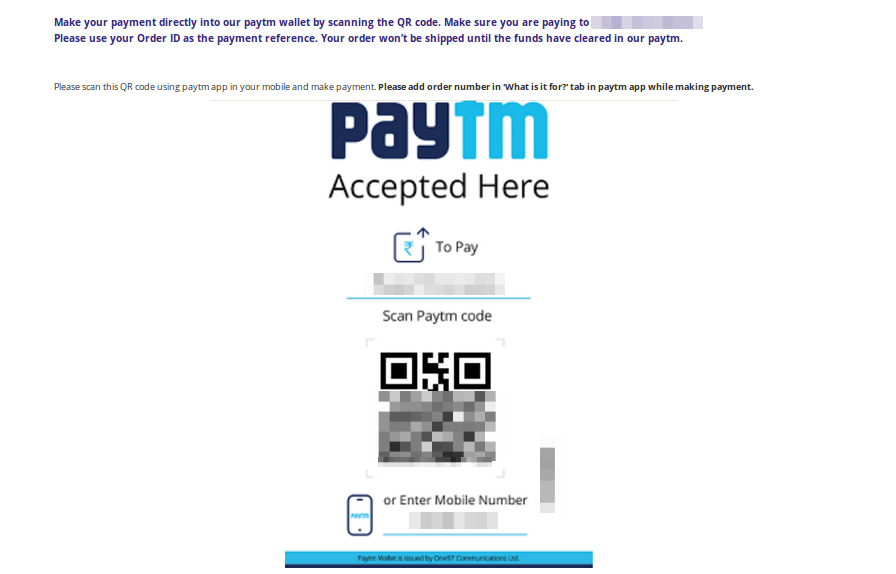 Make your payment directly into our paytm wallet by scanning the QR code. Make sure you are paying to
Please use your Order ID as the payment reference. Your order won't be shipped until the funds have cleared in our paytm.
Please scan this QR code using paytm app in your mobile and make payment. Please add order number in 'What is it for?' tab in paytm app while making payment.
paytm
Accepted Here
₹ To Pay
Scan Paytm code
or Enter Mobile Number
paytm
Paytm Wallet is issued by One97 Communications Ltd.